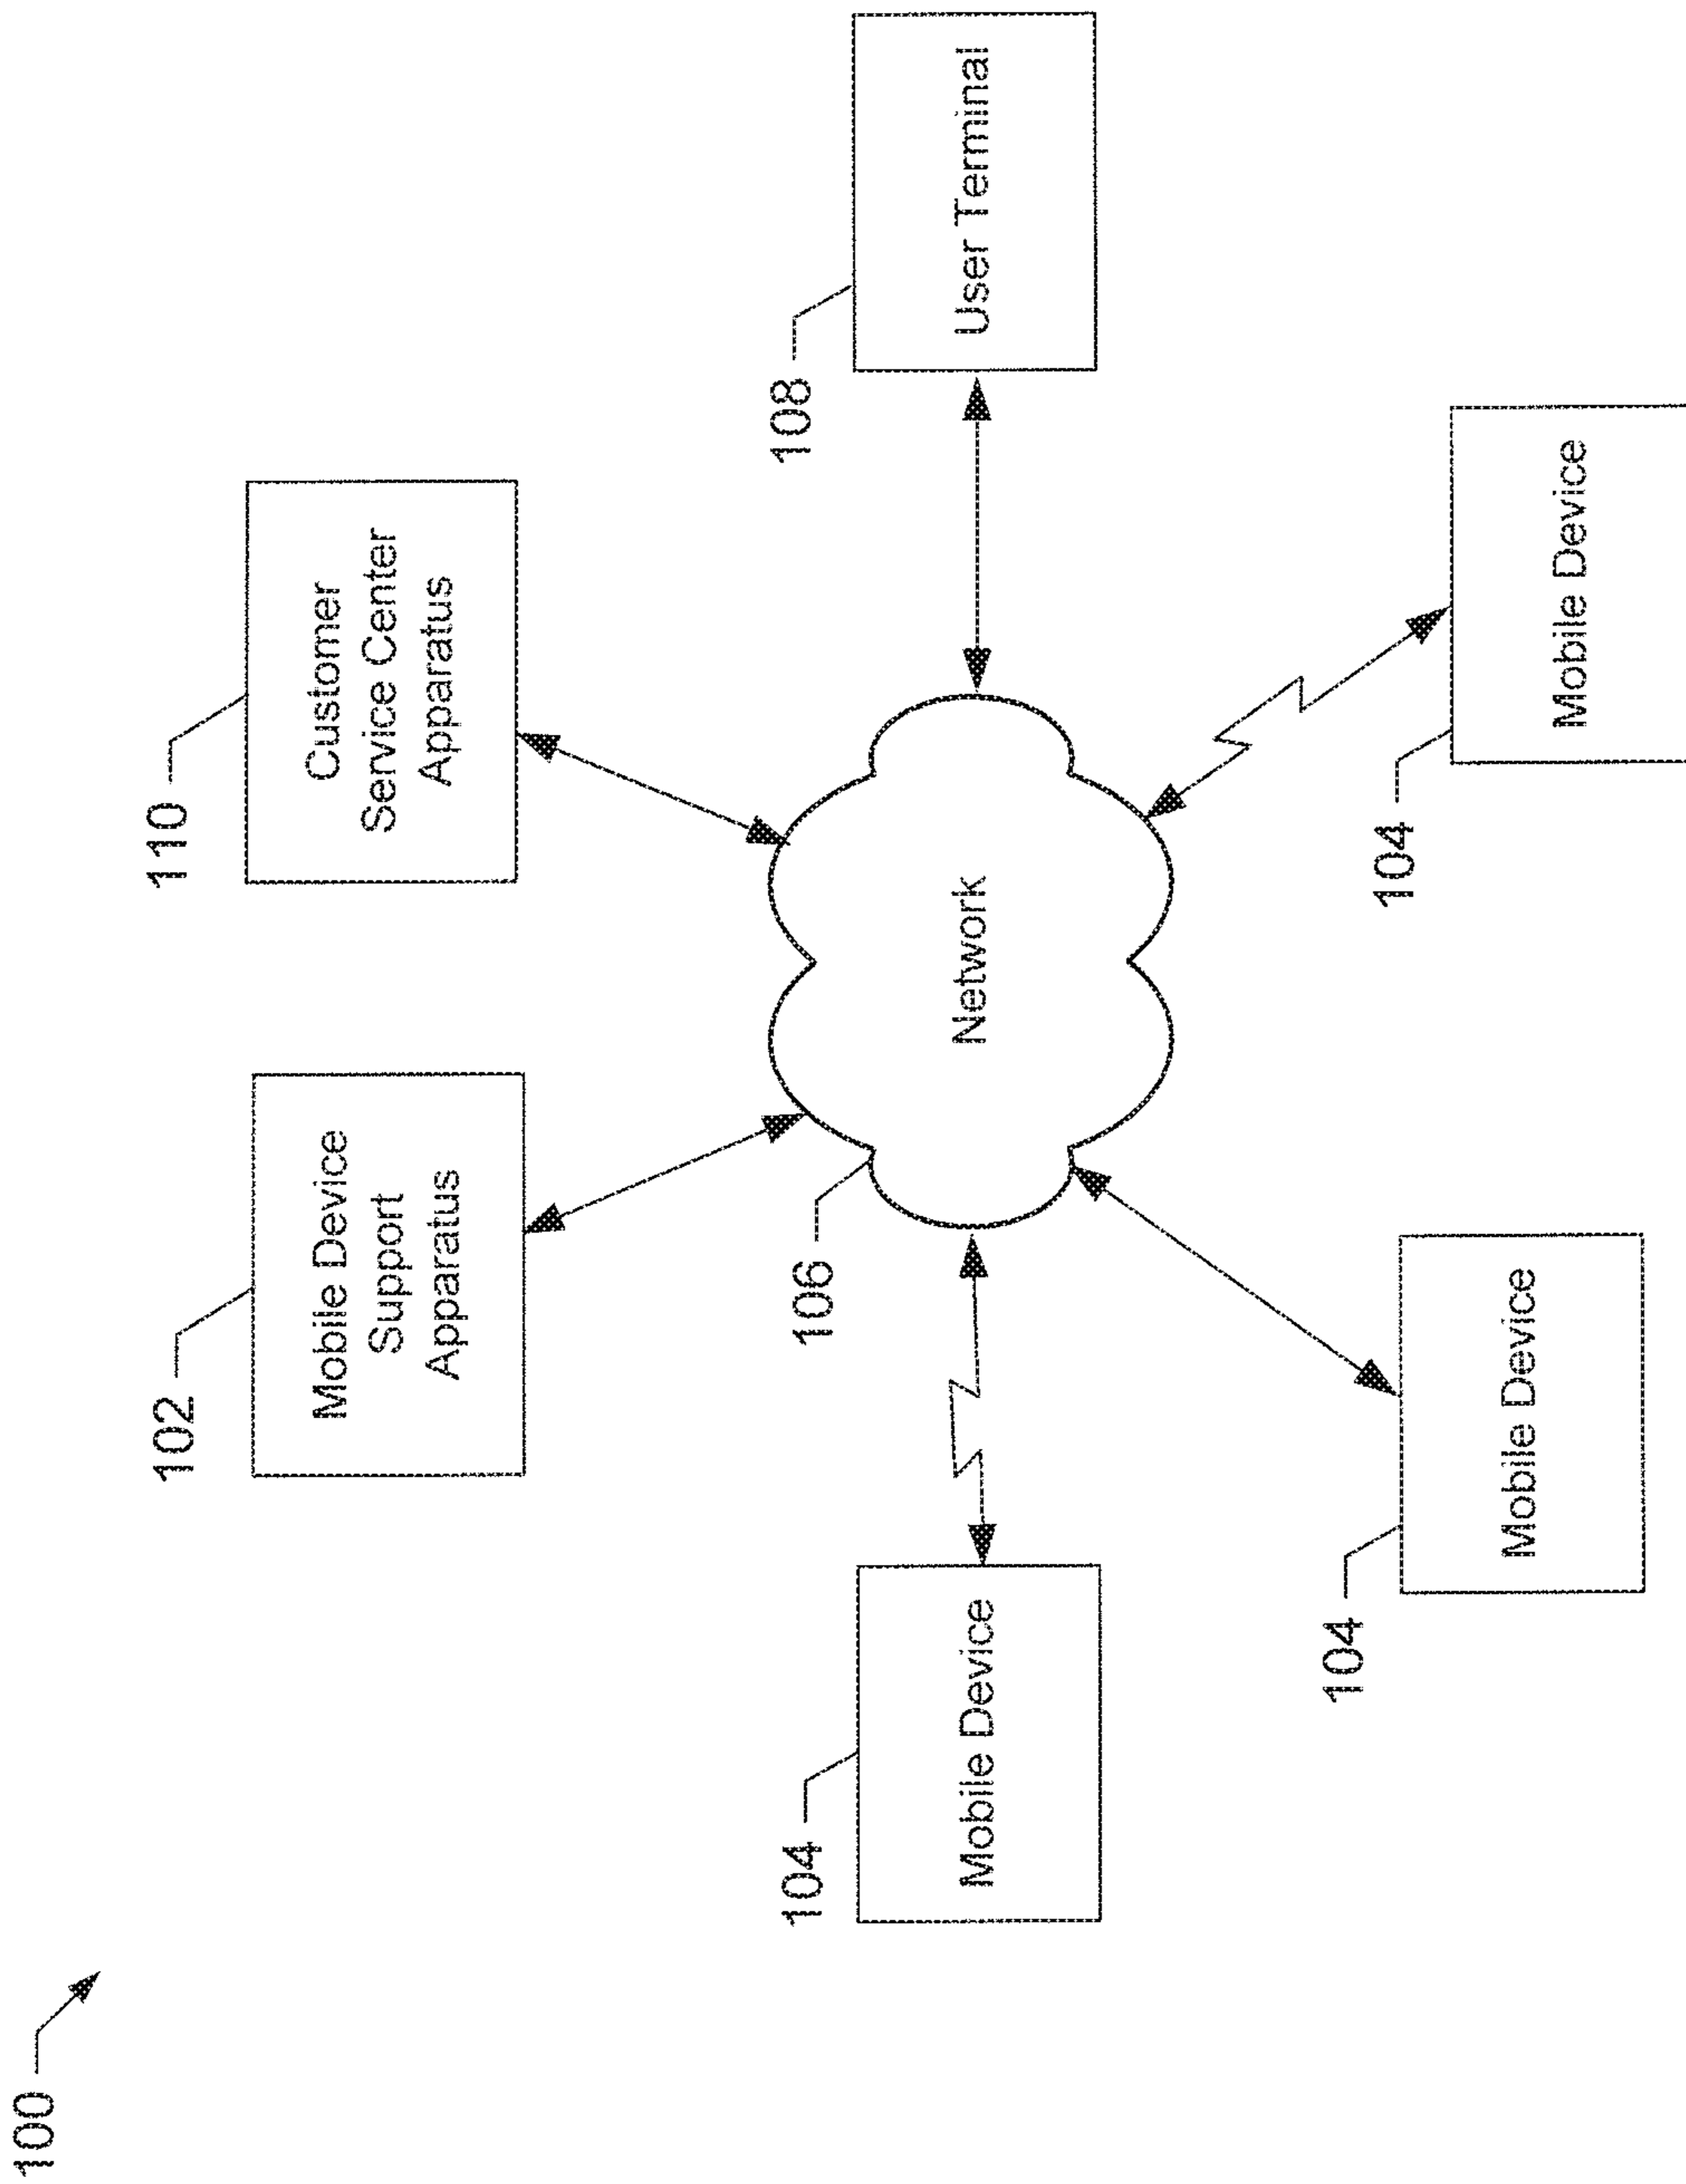 100
102
Mobile Device
Support
Apparatus
110
Customer
Service Center
Apparatus
106
Network
104
Mobile Device
108
User Terminal
104
Mobile Device
104
Mobile Device